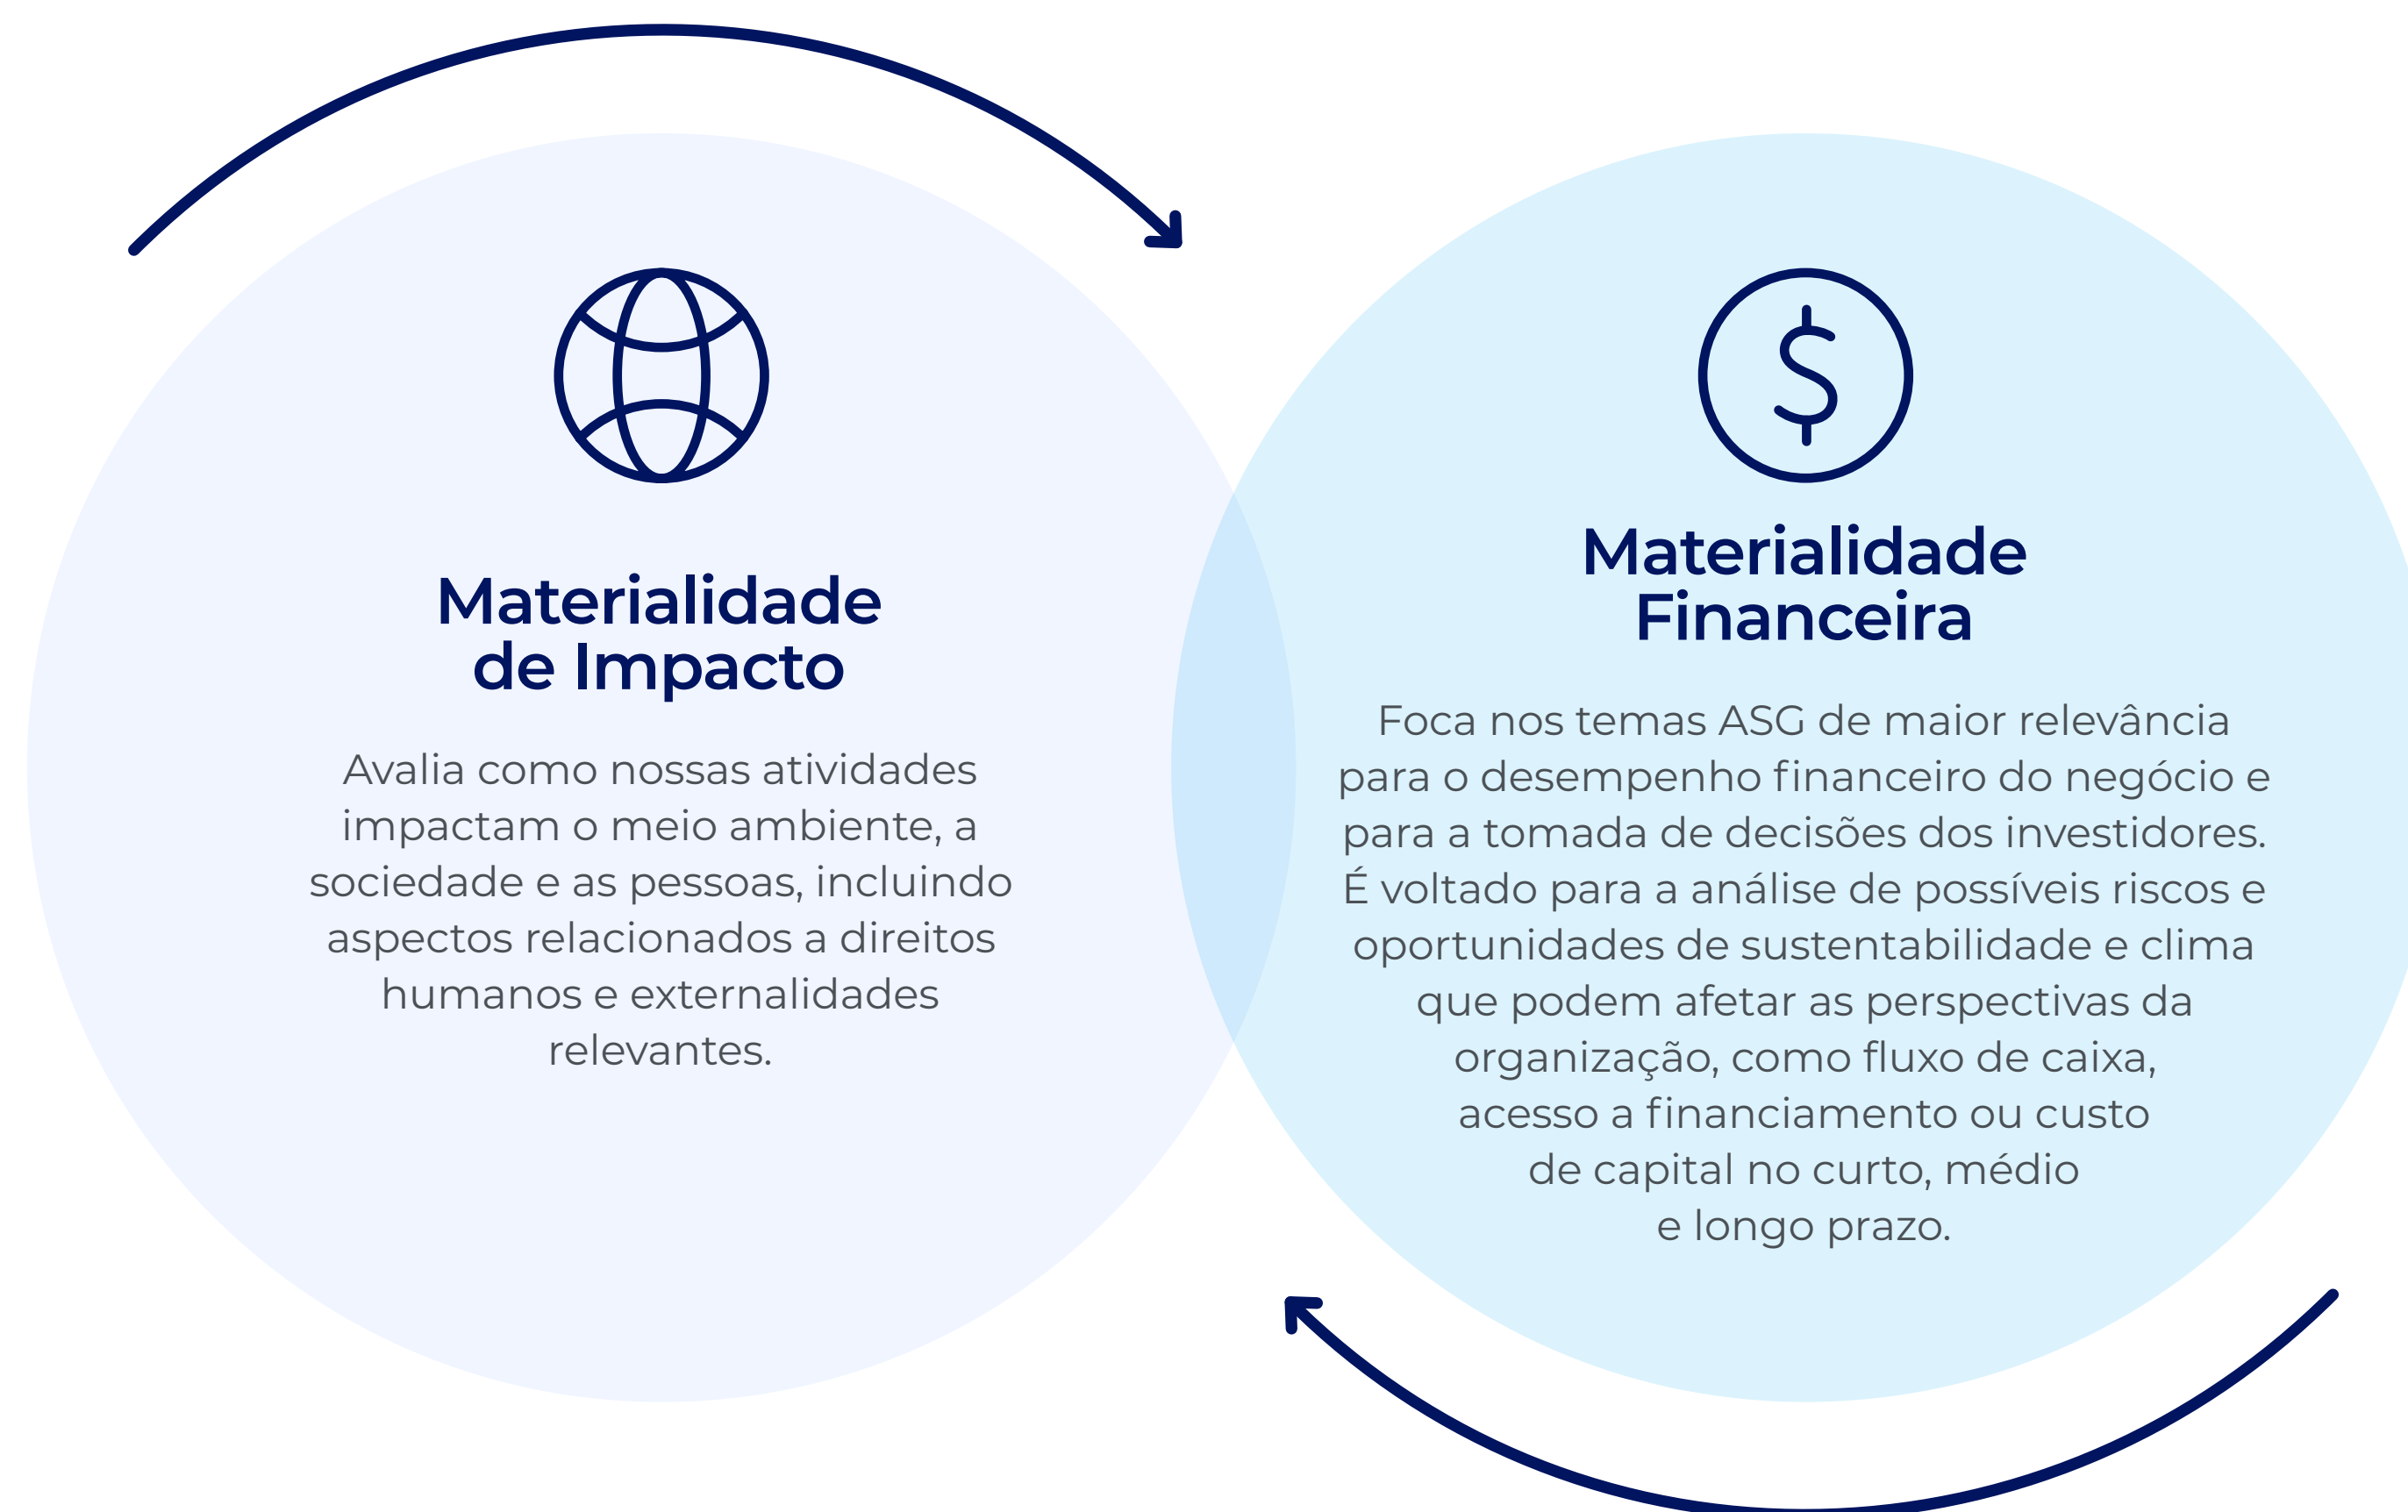 Materialidade
de Impacto
Avalia como nossas atividades
impactam o meio ambiente, a
sociedade e as pessoas, incluindo
aspectos relacionados a direitos
humanos e externalidades
relevantes.
$
Materialidade
Financeira
Foca nos temas ASG de maior relevância
para o desempenho financeiro do negócio e
para a tomada de decisões dos investidores.
É voltado para a análise de possíveis riscos e
oportunidades de sustentabilidade e clima
que podem afetar as perspectivas da
organização, como fluxo de caixa,
acesso a financiamento ou custo
de capital no curto, médio
e longo prazo.